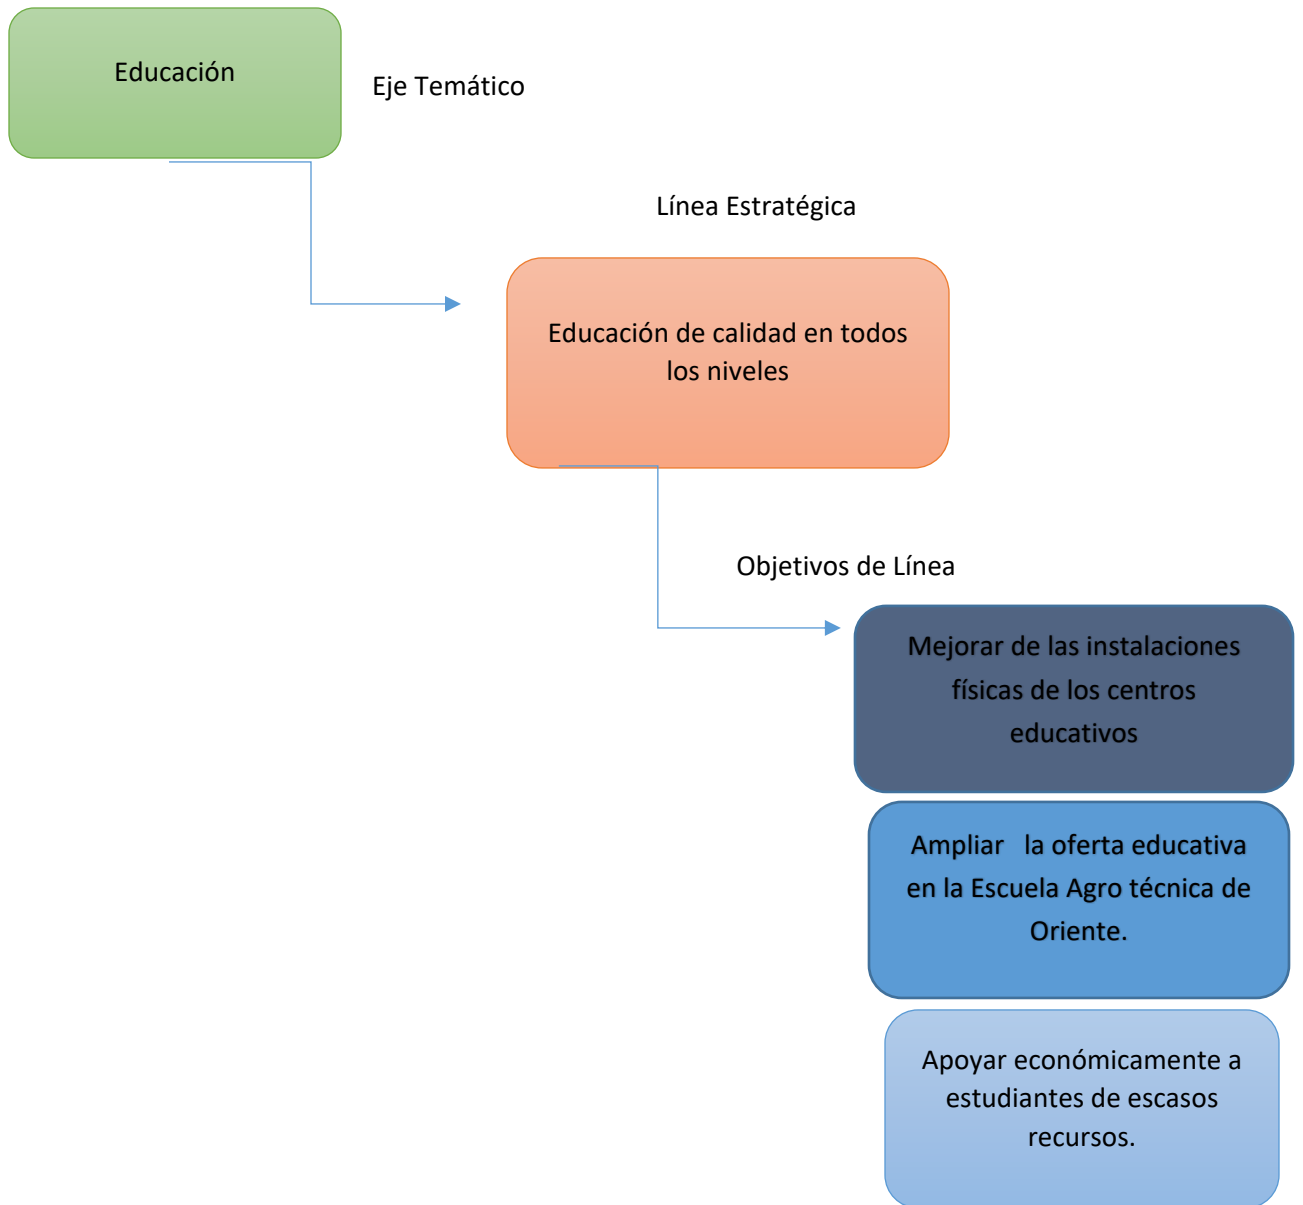 Educación
Eje Temático
Línea Estratégica
Educación de calidad en todos
los niveles
Objetivos de Línea
Mejorar de las instalaciones
físicas de los centros
educativos
Ampliar   la oferta educativa
en la Escuela Agro técnica de
Oriente.
Apoyar económicamente a
estudiantes de escasos
recursos.